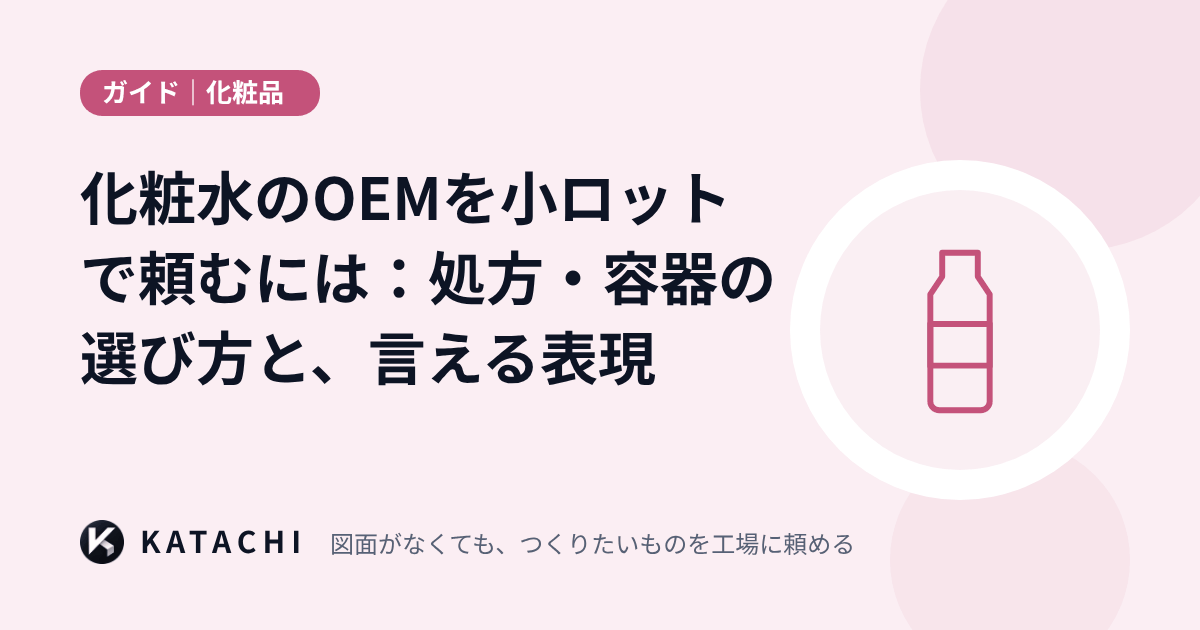 ガイド｜化粧品
化粧水のOEMを小ロット
で頼むには：処方・容器の
選び方と、言える表現
KATACHI 図面がなくても、つくりたいものを工場に頼める